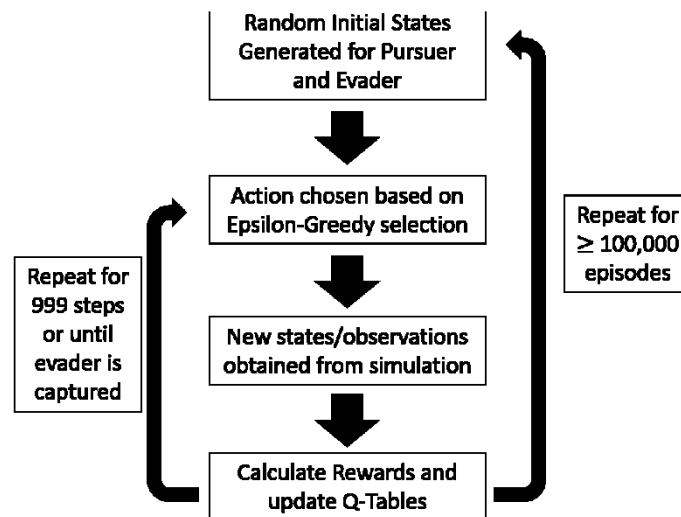 Random Initial States
Generated for Pursuer
and Evader
Action chosen based on
Epsilon-Greedy selection
Repeat for
≥ 100,000
episodes
Repeat for
999 steps
or until
evader is
captured
New states/observations
obtained from simulation
Calculate Rewards and
update Q-Tables